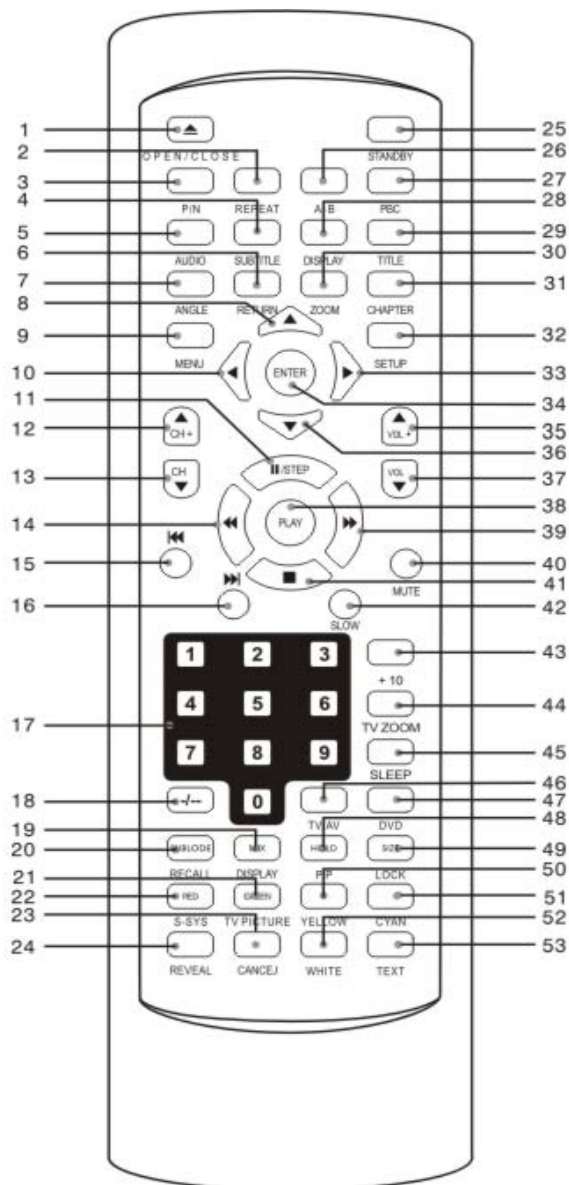 1 25
OPEN/CLOSE STANDBY
2 26
3 27
P/N REPEAT A-B PBC
4 28
5 29
AUDIO SUBTITLE DISPLAY TITLE
6 30
7 31
ANGLE RETURN ZOOM CHAPTER
8
9 32
MENU SETUP
10 ENTER 33
11 34
12 CH+ VOL+ 35
36
13 CH VOL 37
/STEP
38
14 PLAY 39
15 40
MUTE
41
16 42
SLOW
1 2 3 43
+10
4 5 6 44
17 TV ZOOM
7 8 9 45
SLEEP
46
18 -/-- 0 47
TV/AV DVD
19 48
20 MIX HOLD SIZE 49
RECALL DISPLAY P/P LOCK
21 50
22 RED GREEN 51
S-SYS TV PICTURE YELLOW CYAN
23 52
24 53
REVEAL CANCEJ WHITE TEXT